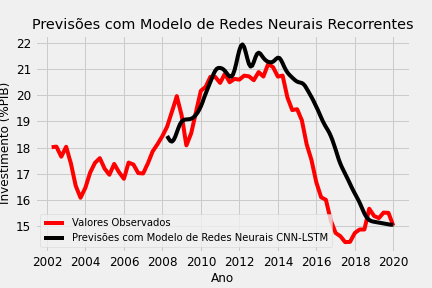 Previsões com Modelo de Redes Neurais Recorrentes
Investimento (%PIB)
22
21
20
19
18
17
16
15
Valores Observados
Previsões com Modelo de Redes Neurais CNN-LSTM
2002 2004 2006 2008 2010 2012 2014 2016 2018 2020
Ano